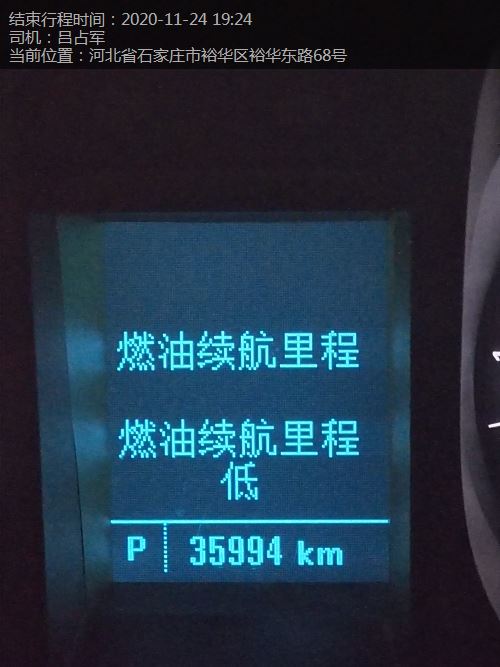 结束行程时间：2020-11-24 19:24
司机：吕占军
当前位置：河北省石家庄市裕华区裕华东路68号
燃油续航里程
燃油续航里程
低
P 35994 km